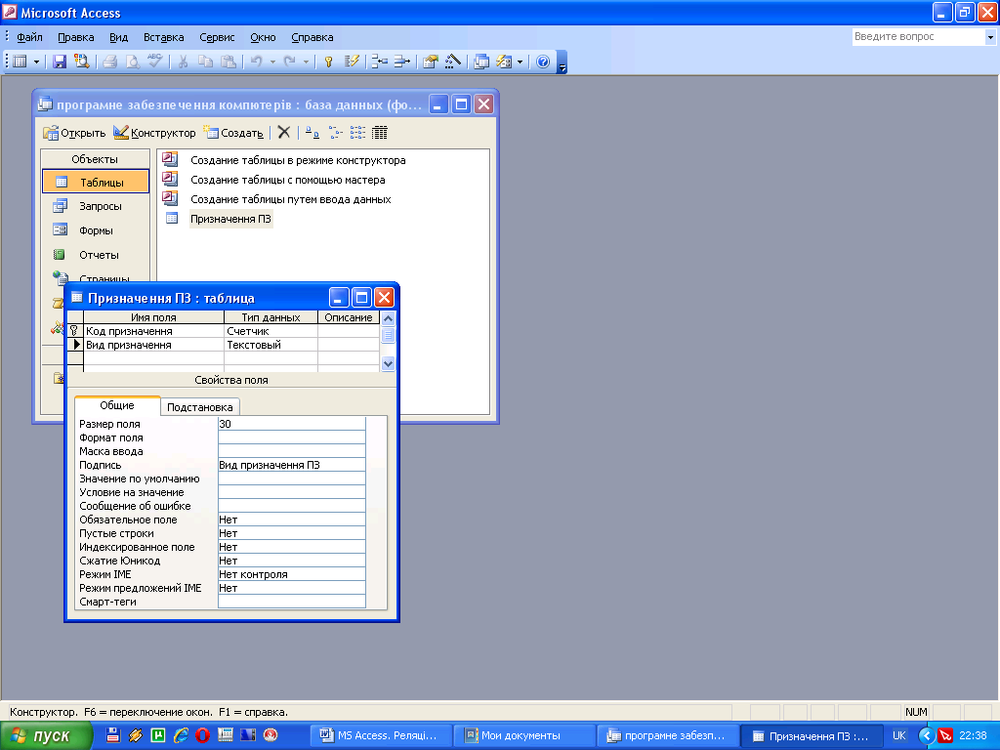 Microsoft Access
Файл Правка Вид Вставка Сервис Окно Справка
Введите вопрос
програмне забезпечення компютерів : база данных (фо...
Открыть Конструктор Создать
Объекты
Таблицы
Запросы
Формы
Отчеты
Страницы
Создание таблицы в режиме конструктора
Создание таблицы с помощью мастера
Создание таблицы путем ввода данных
Призначення ПЗ
Призначення ПЗ : таблица
Имя поля Тип данных Описание
Код призначення Счетчик
Вид призначення Текстовый
Свойства поля
Общие Подстановка
Размер поля 30
Формат поля
Маска ввода
Подпись Вид призначення ПЗ
Значение по умолчанию
Условие на значение
Сообщение об ошибке
Обязательное поле Нет
Пустые строки Нет
Индексированное поле Нет
Сжатие Юникод Нет
Режим IME Нет контроля
Режим предложений IME Нет
Смарт-теги
Конструктор. F6 = переключение окон. F1 = справка.
NUM
пуск
MS Access. Реляці...
Мои документы
програмне забезп...
Призначення ПЗ :...
UK
22:38